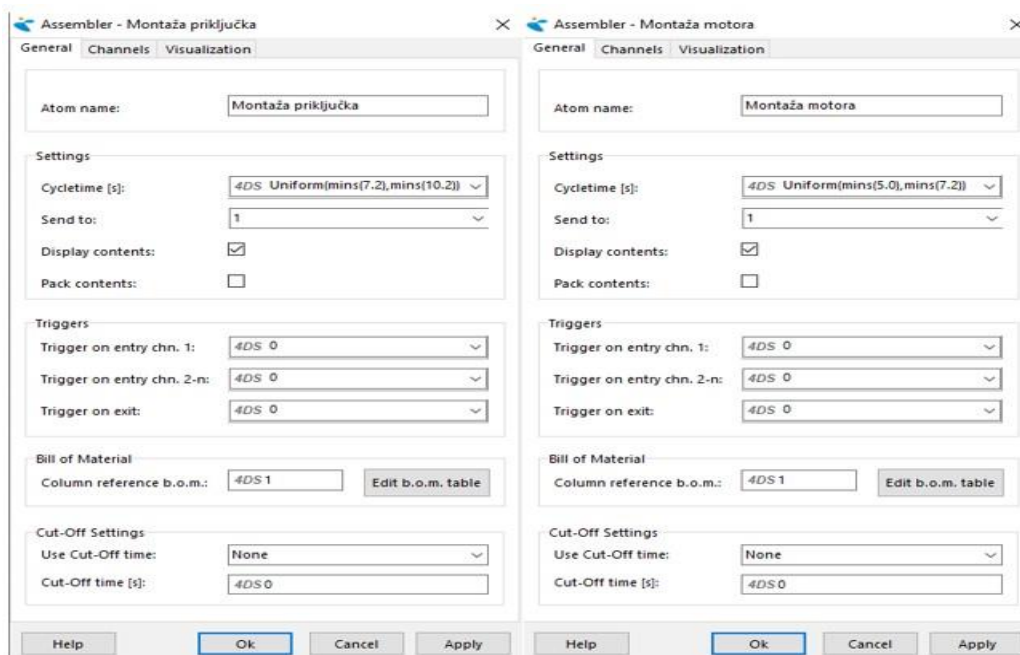 Assembler - Montaža priključka
General Channels Visualization
Atom name: Montaža priključka
Settings
Cycletime [s]: 4DS Uniform(mins(7.2),mins(10.2))
Send to: 1
Display contents:
Pack contents:
Triggers
Trigger on entry chn. 1: 4DS 0
Trigger on entry chn. 2-n: 4DS 0
Trigger on exit: 4DS 0
Bill of Material
Column reference b.o.m.: 4DS 1 Edit b.o.m. table
Cut-Off Settings
Use Cut-Off time: None
Cut-Off time [s]: 4DS 0
Help Ok Cancel Apply
Assembler - Montaža motora
General Channels Visualization
Atom name: Montaža motora
Settings
Cycletime [s]: 4DS Uniform(mins(5.0),mins(7.2))
Send to: 1
Display contents:
Pack contents:
Triggers
Trigger on entry chn. 1: 4DS 0
Trigger on entry chn. 2-n: 4DS 0
Trigger on exit: 4DS 0
Bill of Material
Column reference b.o.m.: 4DS 1 Edit b.o.m. table
Cut-Off Settings
Use Cut-Off time: None
Cut-Off time [s]: 4DS 0
Help Ok Cancel Apply